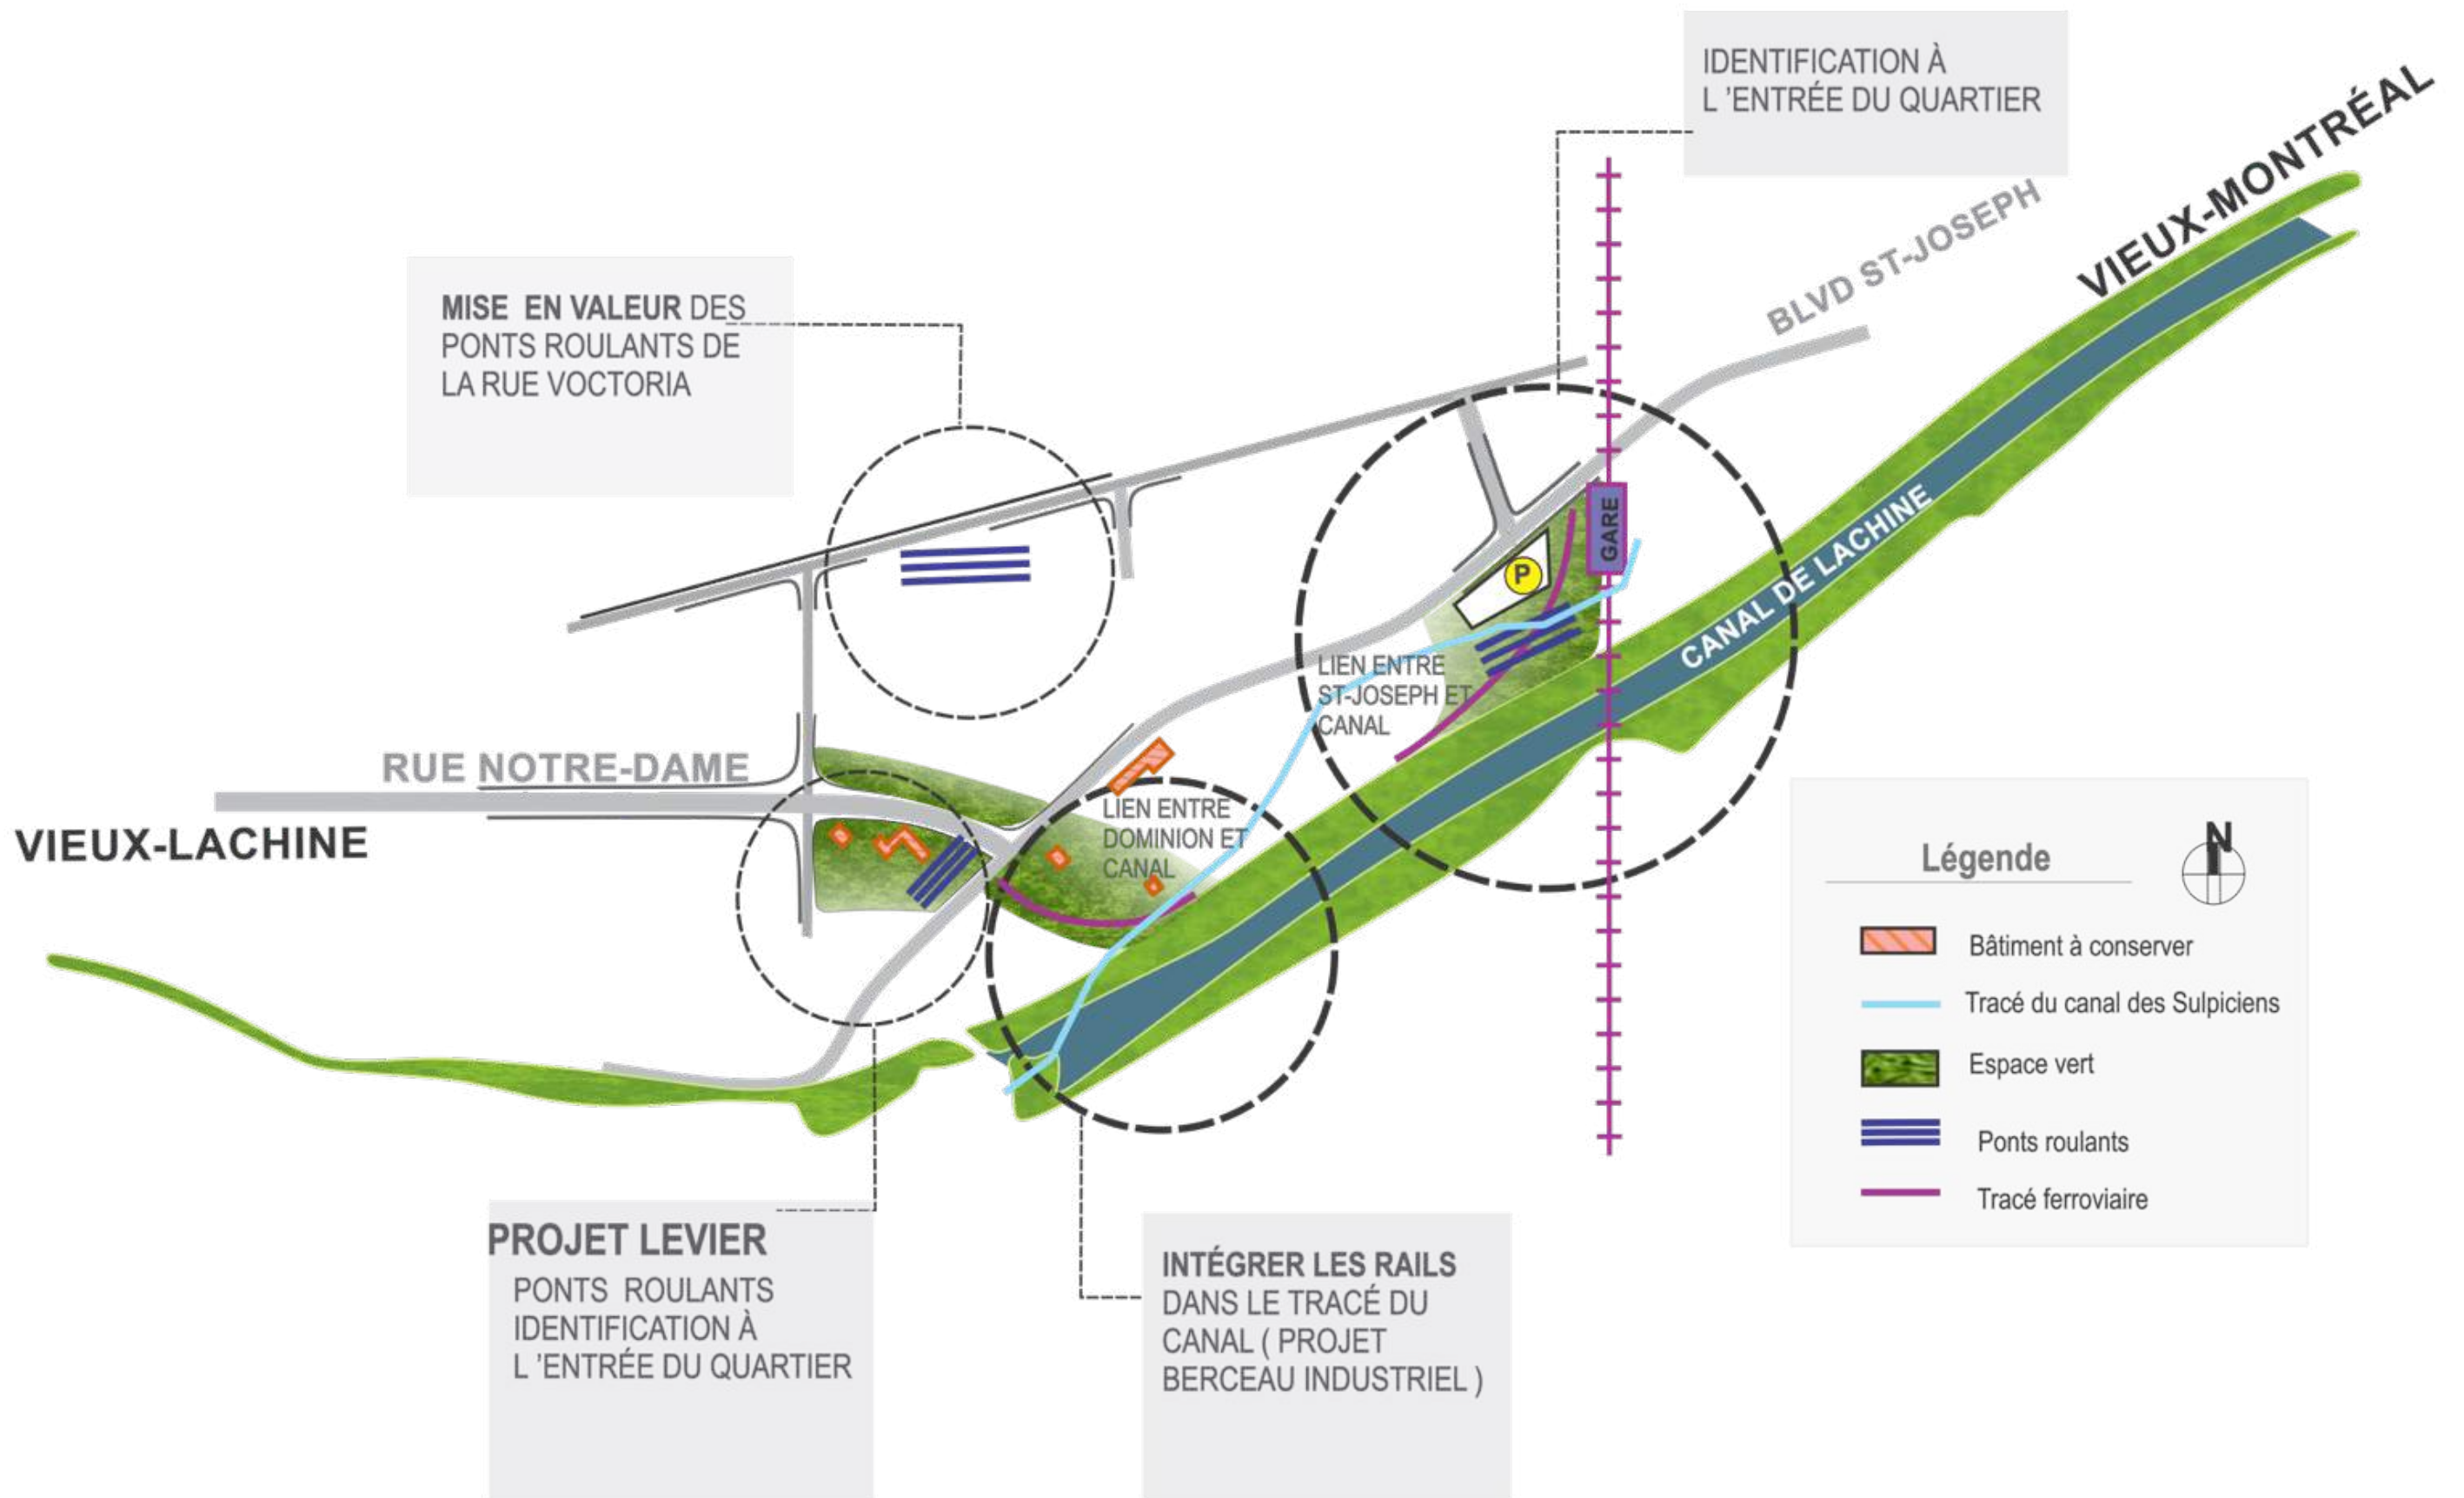 IDENTIFICATION À
L 'ENTRÉE DU QUARTIER
VIEUX-MONTRÉAL
BLVD ST-JOSEPH
MISE EN VALEUR DES
PONTS ROULANTS DE
LA RUE VOCTORIA
GARE
P
CANAL DE LACHINE
LIEN ENTRE
ST-JOSEPH ET
CANAL
RUE NOTRE-DAME
VIEUX-LACHINE
LIEN ENTRE
DOMINION ET
CANAL
Légende
N
Bâtiment à conserver
Tracé du canal des Sulpiciens
Espace vert
Ponts roulants
Tracé ferroviaire
PROJET LEVIER
PONTS ROULANTS
IDENTIFICATION À
L 'ENTRÉE DU QUARTIER
INTÉGRER LES RAILS
DANS LE TRACÉ DU
CANAL ( PROJET
BERCEAU INDUSTRIEL )